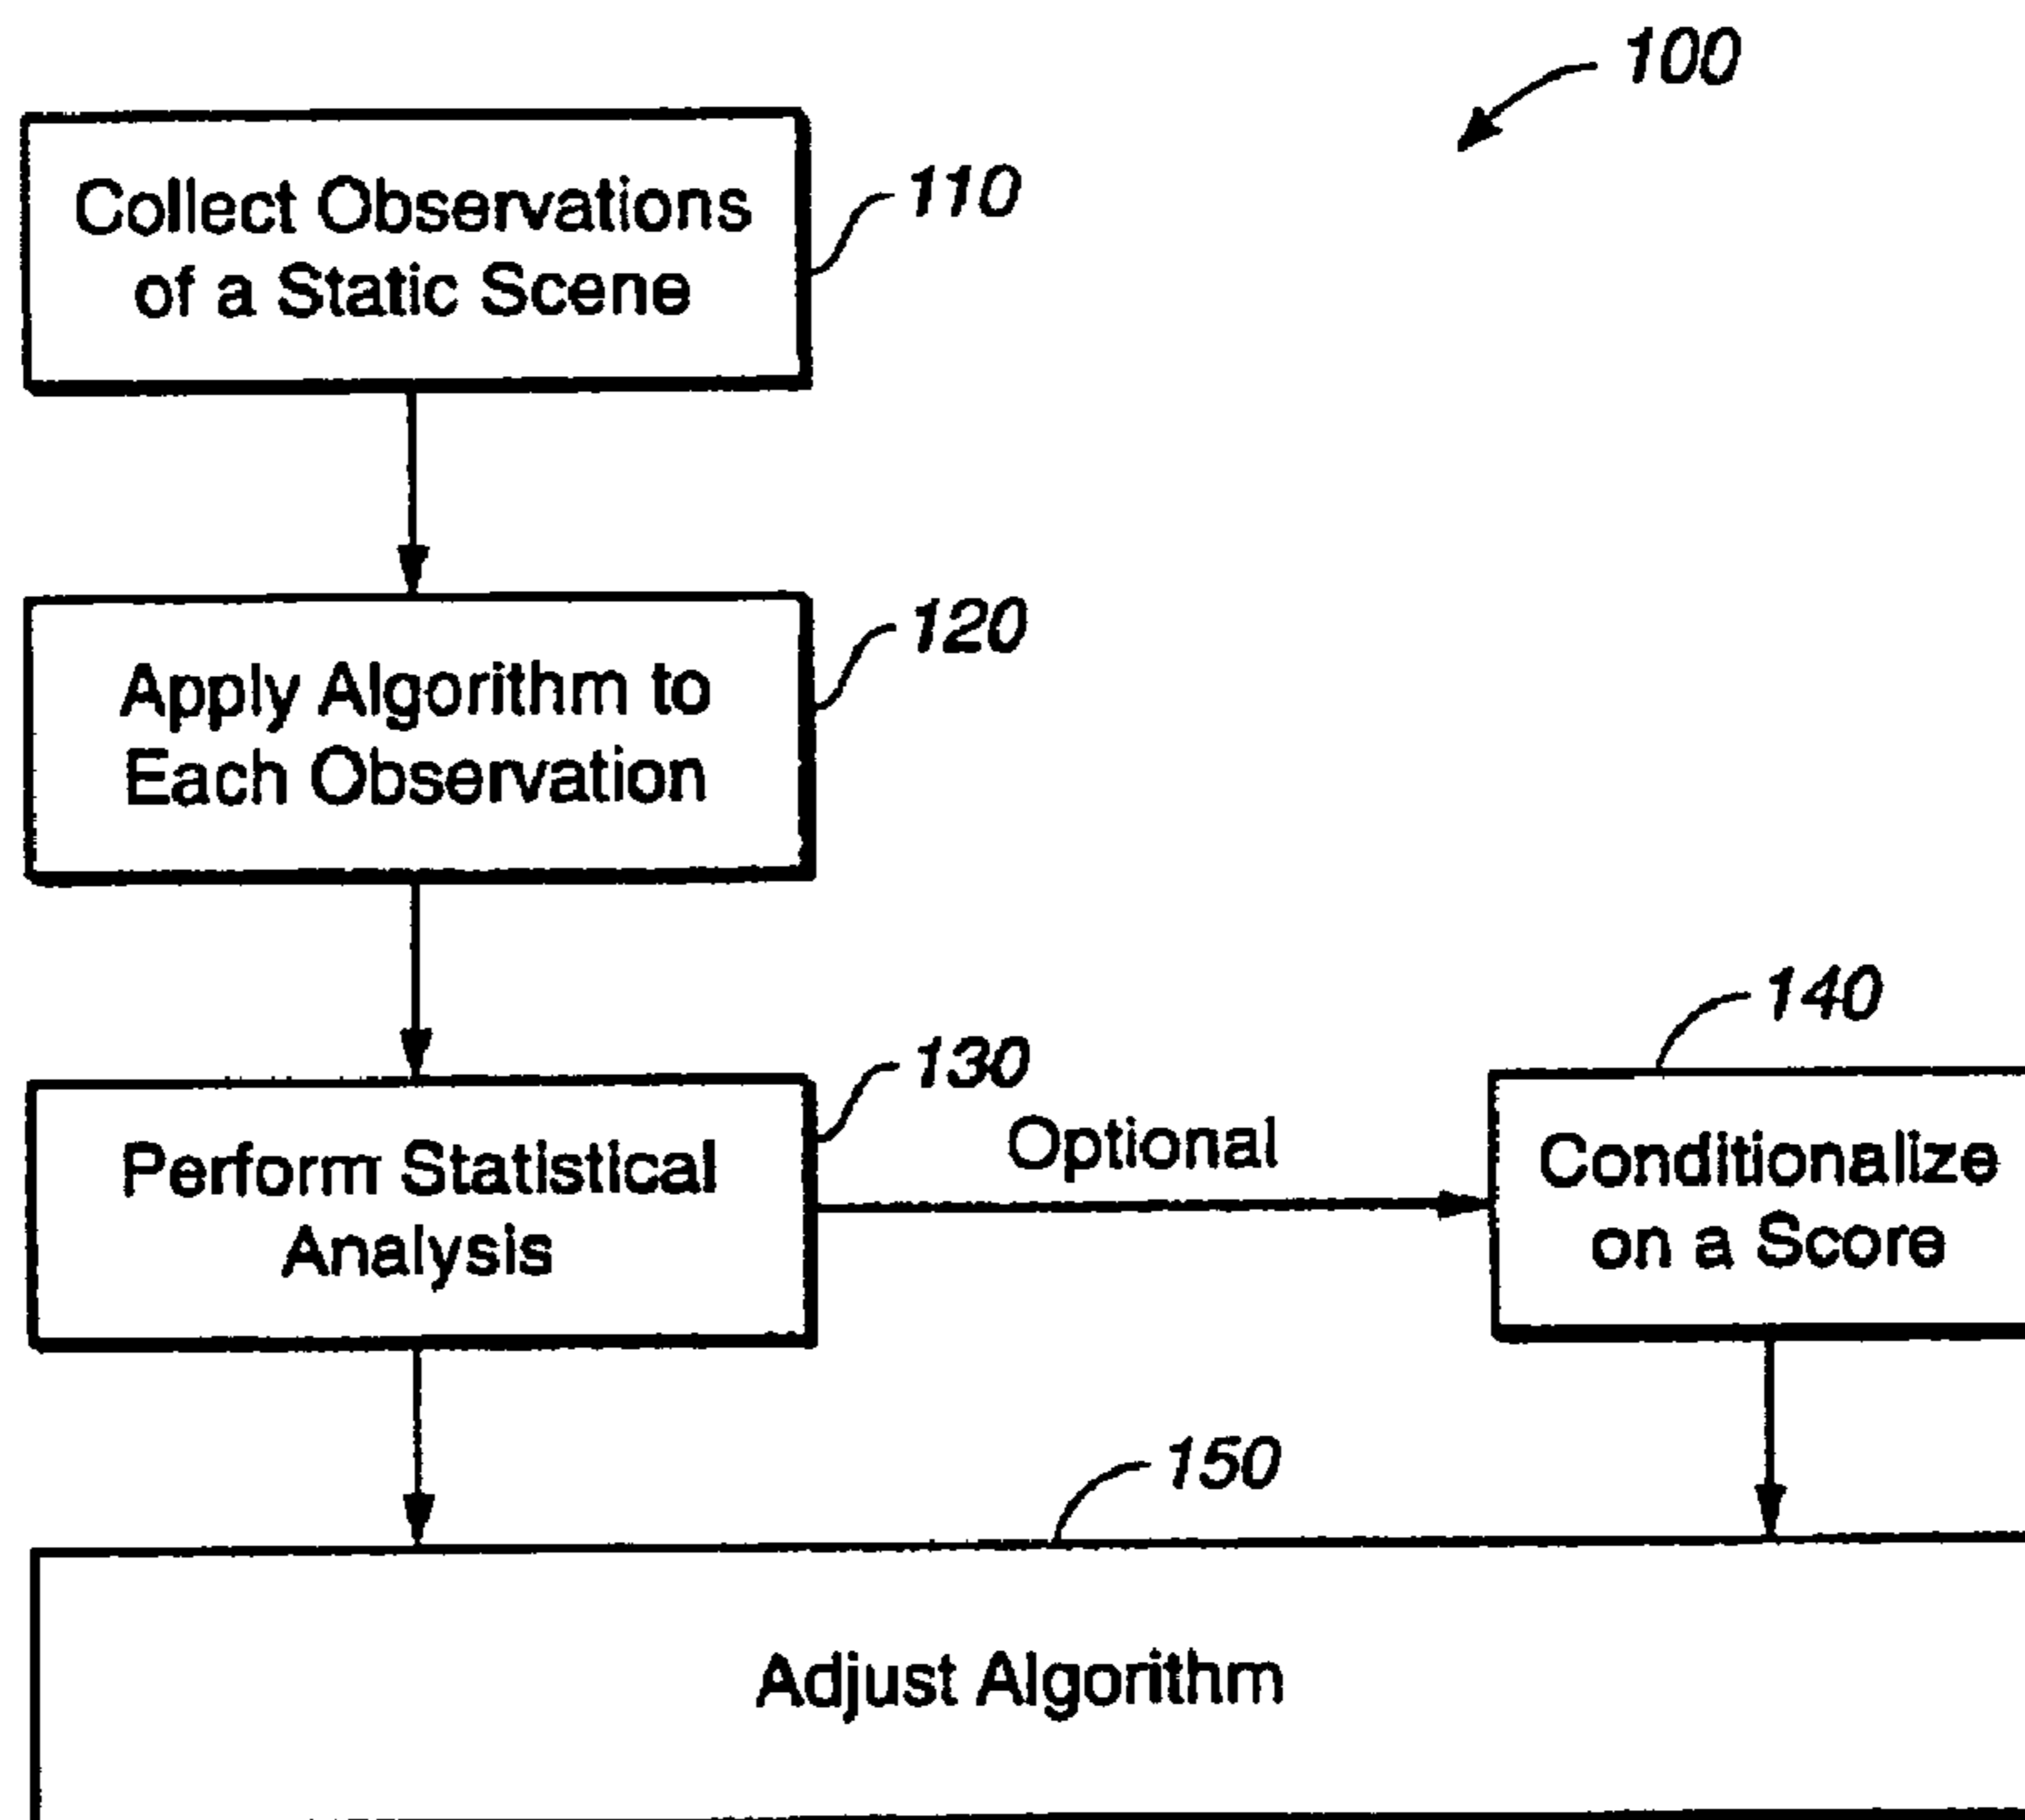 100
Collect Observations
of a Static Scene
110
Apply Algorithm to
Each Observation
120
Perform Statistical
Analysis
130
Optional
Conditionalize
on a Score
140
Adjust Algorithm
150